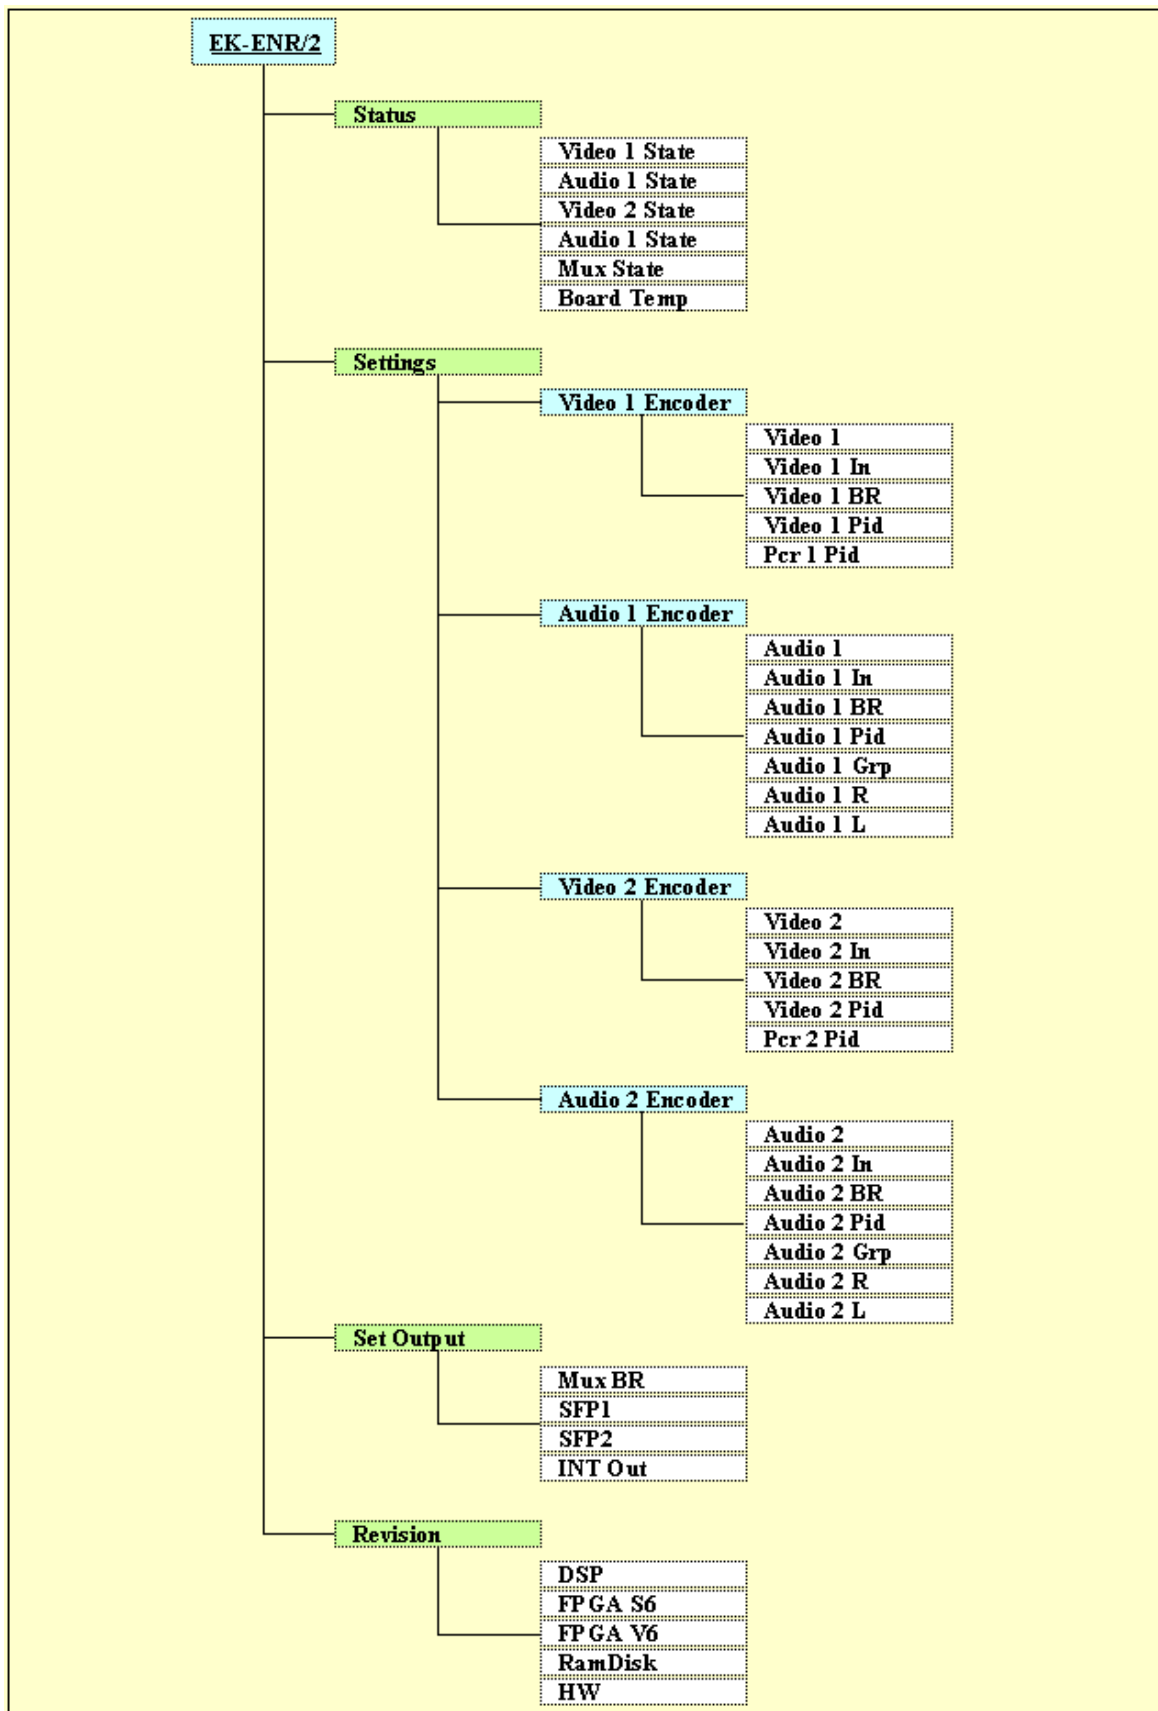 EK-ENR/2
Status
Video 1 State
Audio 1 State
Video 2 State
Audio 1 State
Mux State
Board Temp
Settings
Video 1 Encoder
Video 1
Video 1 In
Video 1 BR
Video 1 Pid
Pcr 1 Pid
Audio 1 Encoder
Audio 1
Audio 1 In
Audio 1 BR
Audio 1 Pid
Audio 1 Grp
Audio 1 R
Audio 1 L
Video 2 Encoder
Video 2
Video 2 In
Video 2 BR
Video 2 Pid
Pcr 2 Pid
Audio 2 Encoder
Audio 2
Audio 2 In
Audio 2 BR
Audio 2 Pid
Audio 2 Grp
Audio 2 R
Audio 2 L
Set Output
Mux BR
SFP1
SFP2
INT Out
Revision
DSP
FPGA S6
FPGA V6
RamDisk
HW